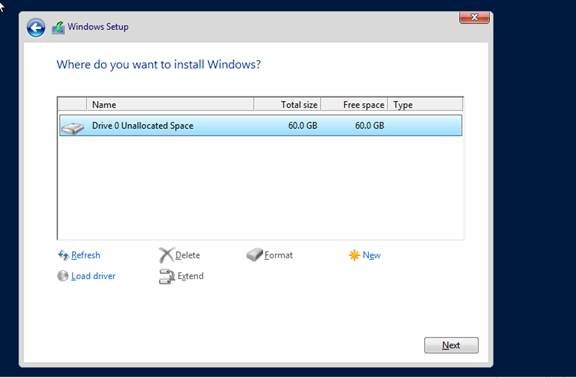 Windows Setup
Where do you want to install Windows?
Name Total size Free space Type
Drive 0 Unallocated Space 60.0 GB 60.0 GB
Refresh Delete Format New
Load driver Extend
Next